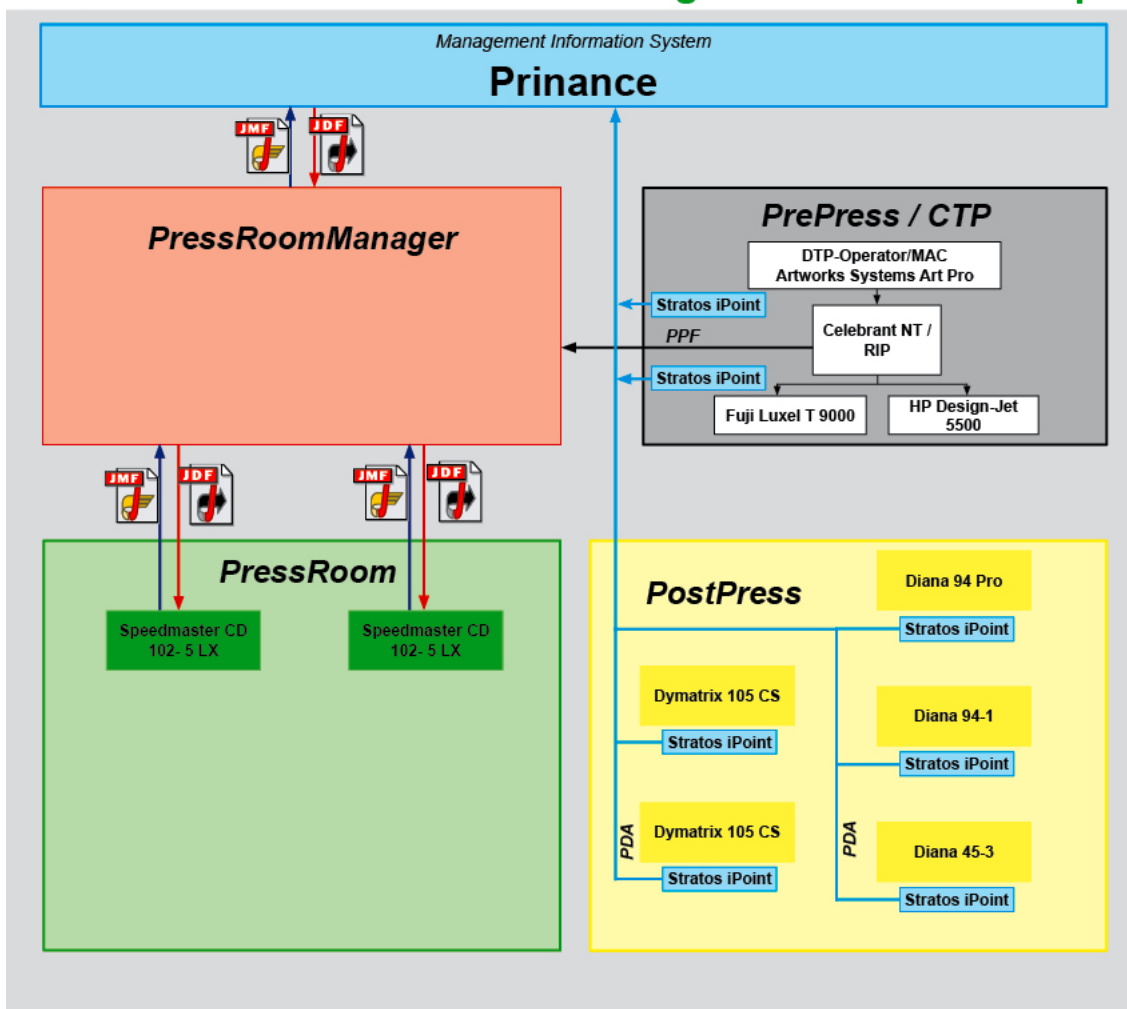 Management Information System
Prinance
JMF
JDF
PressRoomManager
PrePress / CTP
DTP-Operator/MAC
Artworks Systems Art Pro
Stratos iPoint
PPF
Celebrant NT /
RIP
Stratos iPoint
Fuji Luxel T 9000
HP Design-Jet
5500
JMF
JDF
JMF
JDF
PressRoom
Speedmaster CD
102- 5 LX
Speedmaster CD
102- 5 LX
PostPress
Diana 94 Pro
Stratos iPoint
Dymatrix 105 CS
Stratos iPoint
Diana 94-1
Stratos iPoint
PDA
Dymatrix 105 CS
Stratos iPoint
PDA
Diana 45-3
Stratos iPoint